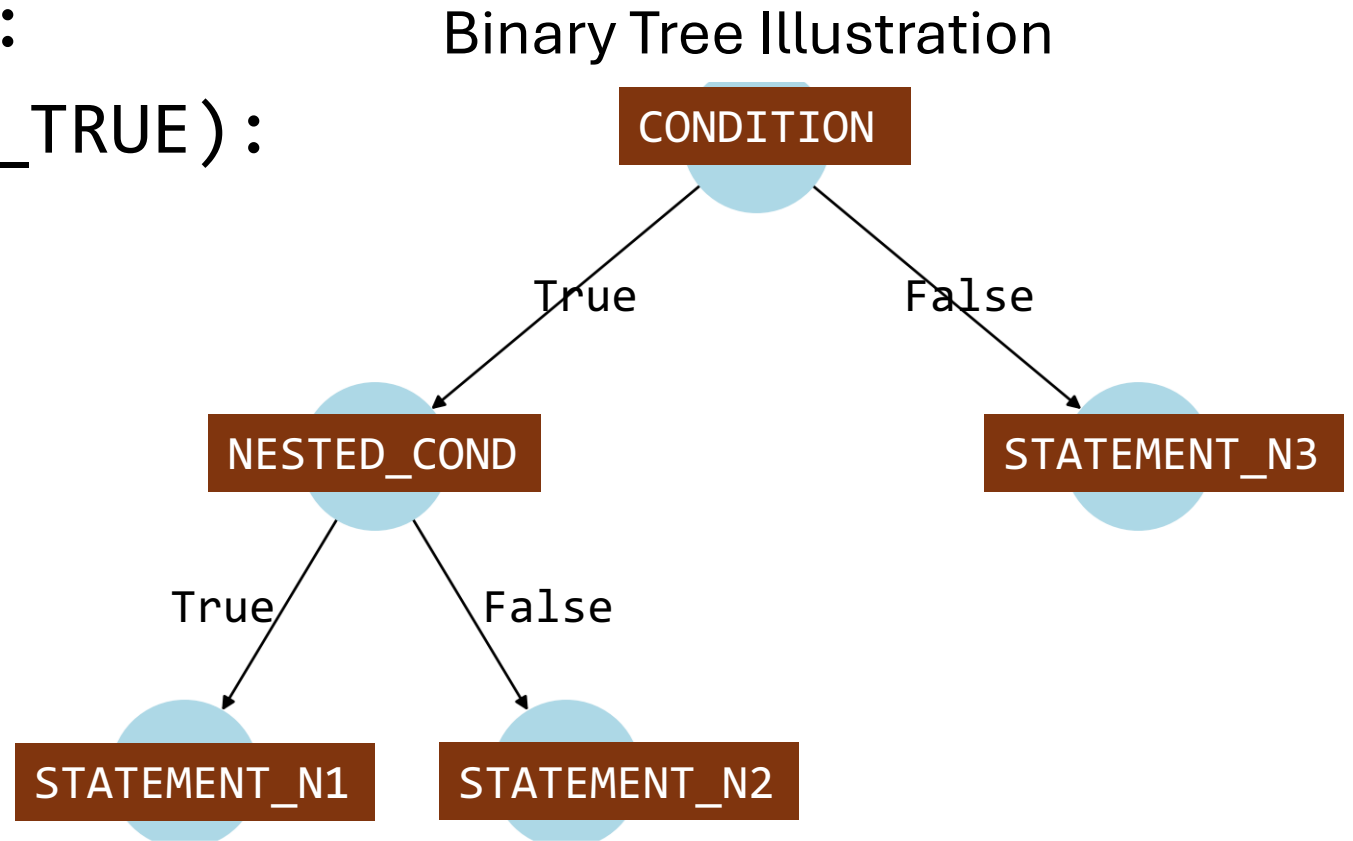 :
_TRUE):
Binary Tree Illustration
CONDITION
True
False
NESTED_COND
STATEMENT_N3
True
False
STATEMENT_N1
STATEMENT_N2